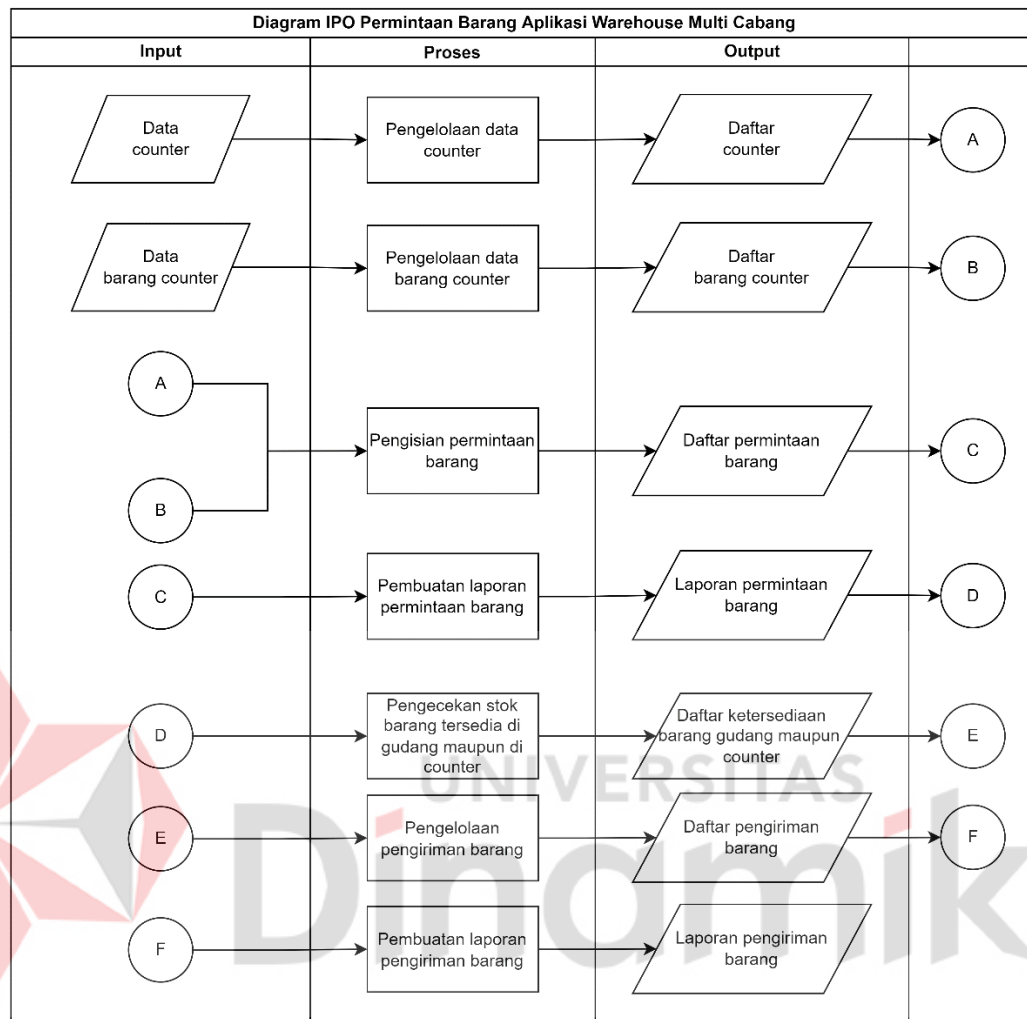 Diagram IPO Permintaan Barang Aplikasi Warehouse Multi Cabang
Input
Proses
Output
Data
counter
Pengelolaan data
counter
Daftar
counter
A
Data
barang counter
Pengelolaan data
barang counter
Daftar
barang counter
B
A
B
Pengisian permintaan
barang
Daftar permintaan
barang
C
C
Pembuatan laporan
permintaan barang
Laporan permintaan
barang
D
D
Pengecekan stok
barang tersedia di
gudang maupun di
counter
Daftar ketersediaan
barang gudang maupun
counter
E
E
Pengelolaan
pengiriman barang
Daftar pengiriman
barang
F
F
Pembuatan laporan
pengiriman barang
Laporan pengiriman
barang
UNIVERSITAS
Dinamik